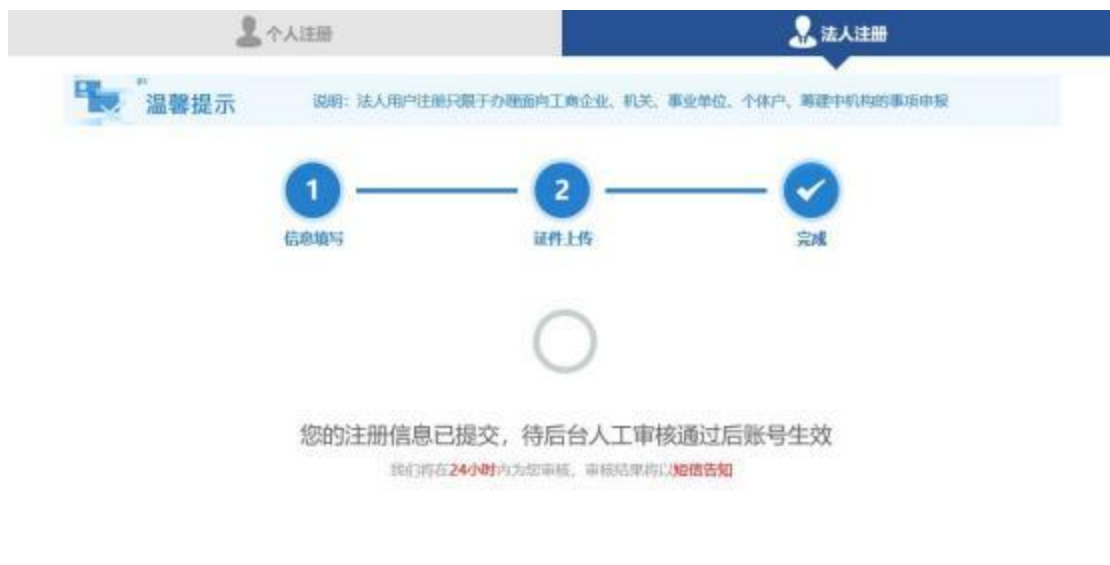 个人注册
法人注册
温馨提示
说明：法人用户注册只限于办理面向工商企业、机关、事业单位、个体户、筹建中机构的事项申报
1
2
信息填写
证件上传
完成
您的注册信息已提交，待后台人工审核通过后账号生效
我们将在24小时内为您审核，审核结果将以短信告知